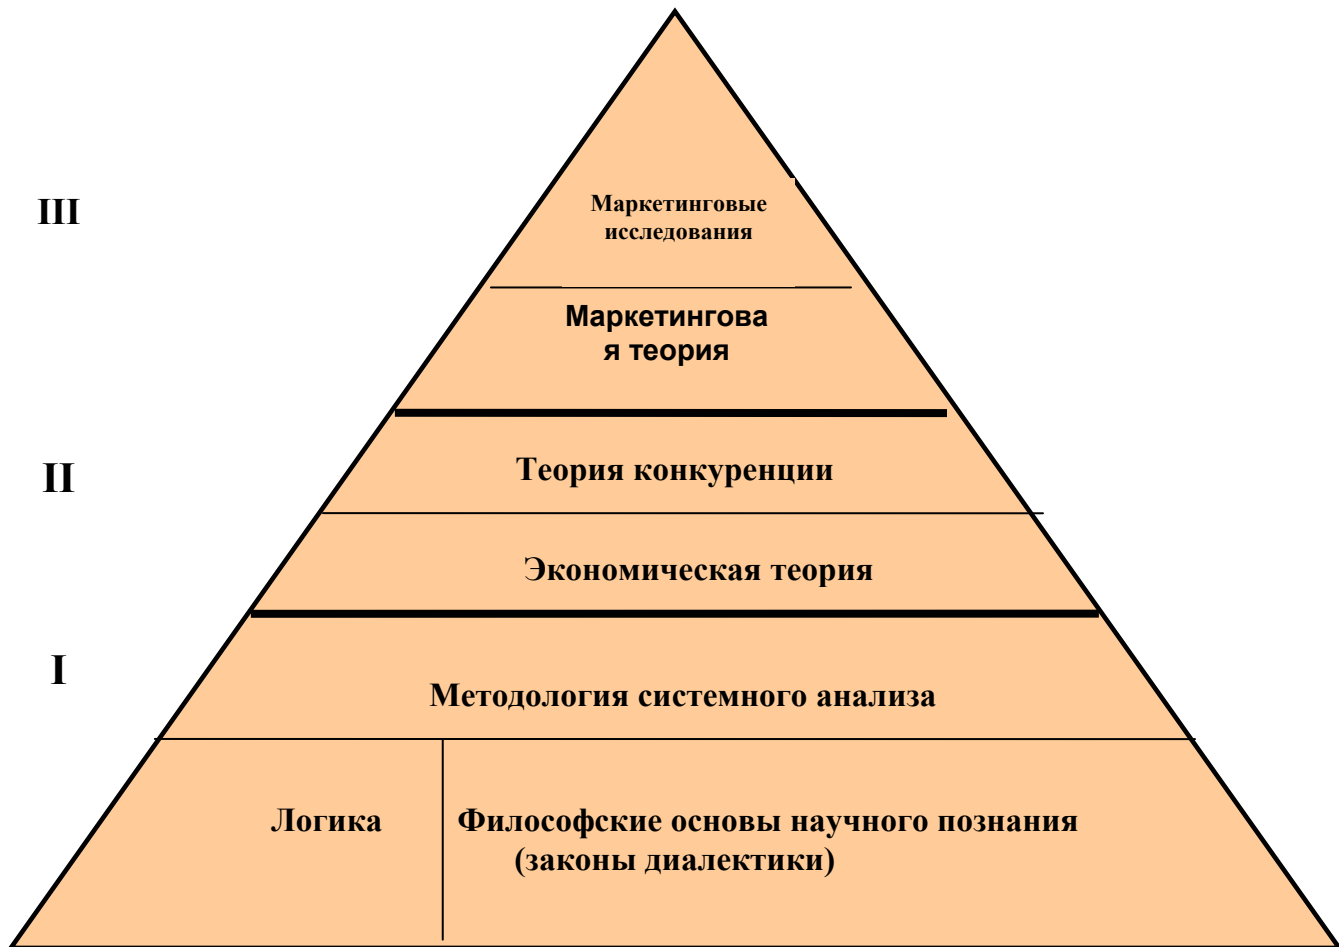 III
Маркетинговые
исследования
Маркетингова
я теория
II
Теория конкуренции
Экономическая теория
I
Методология системного анализа
Логика
Философские основы научного познания
(законы диалектики)